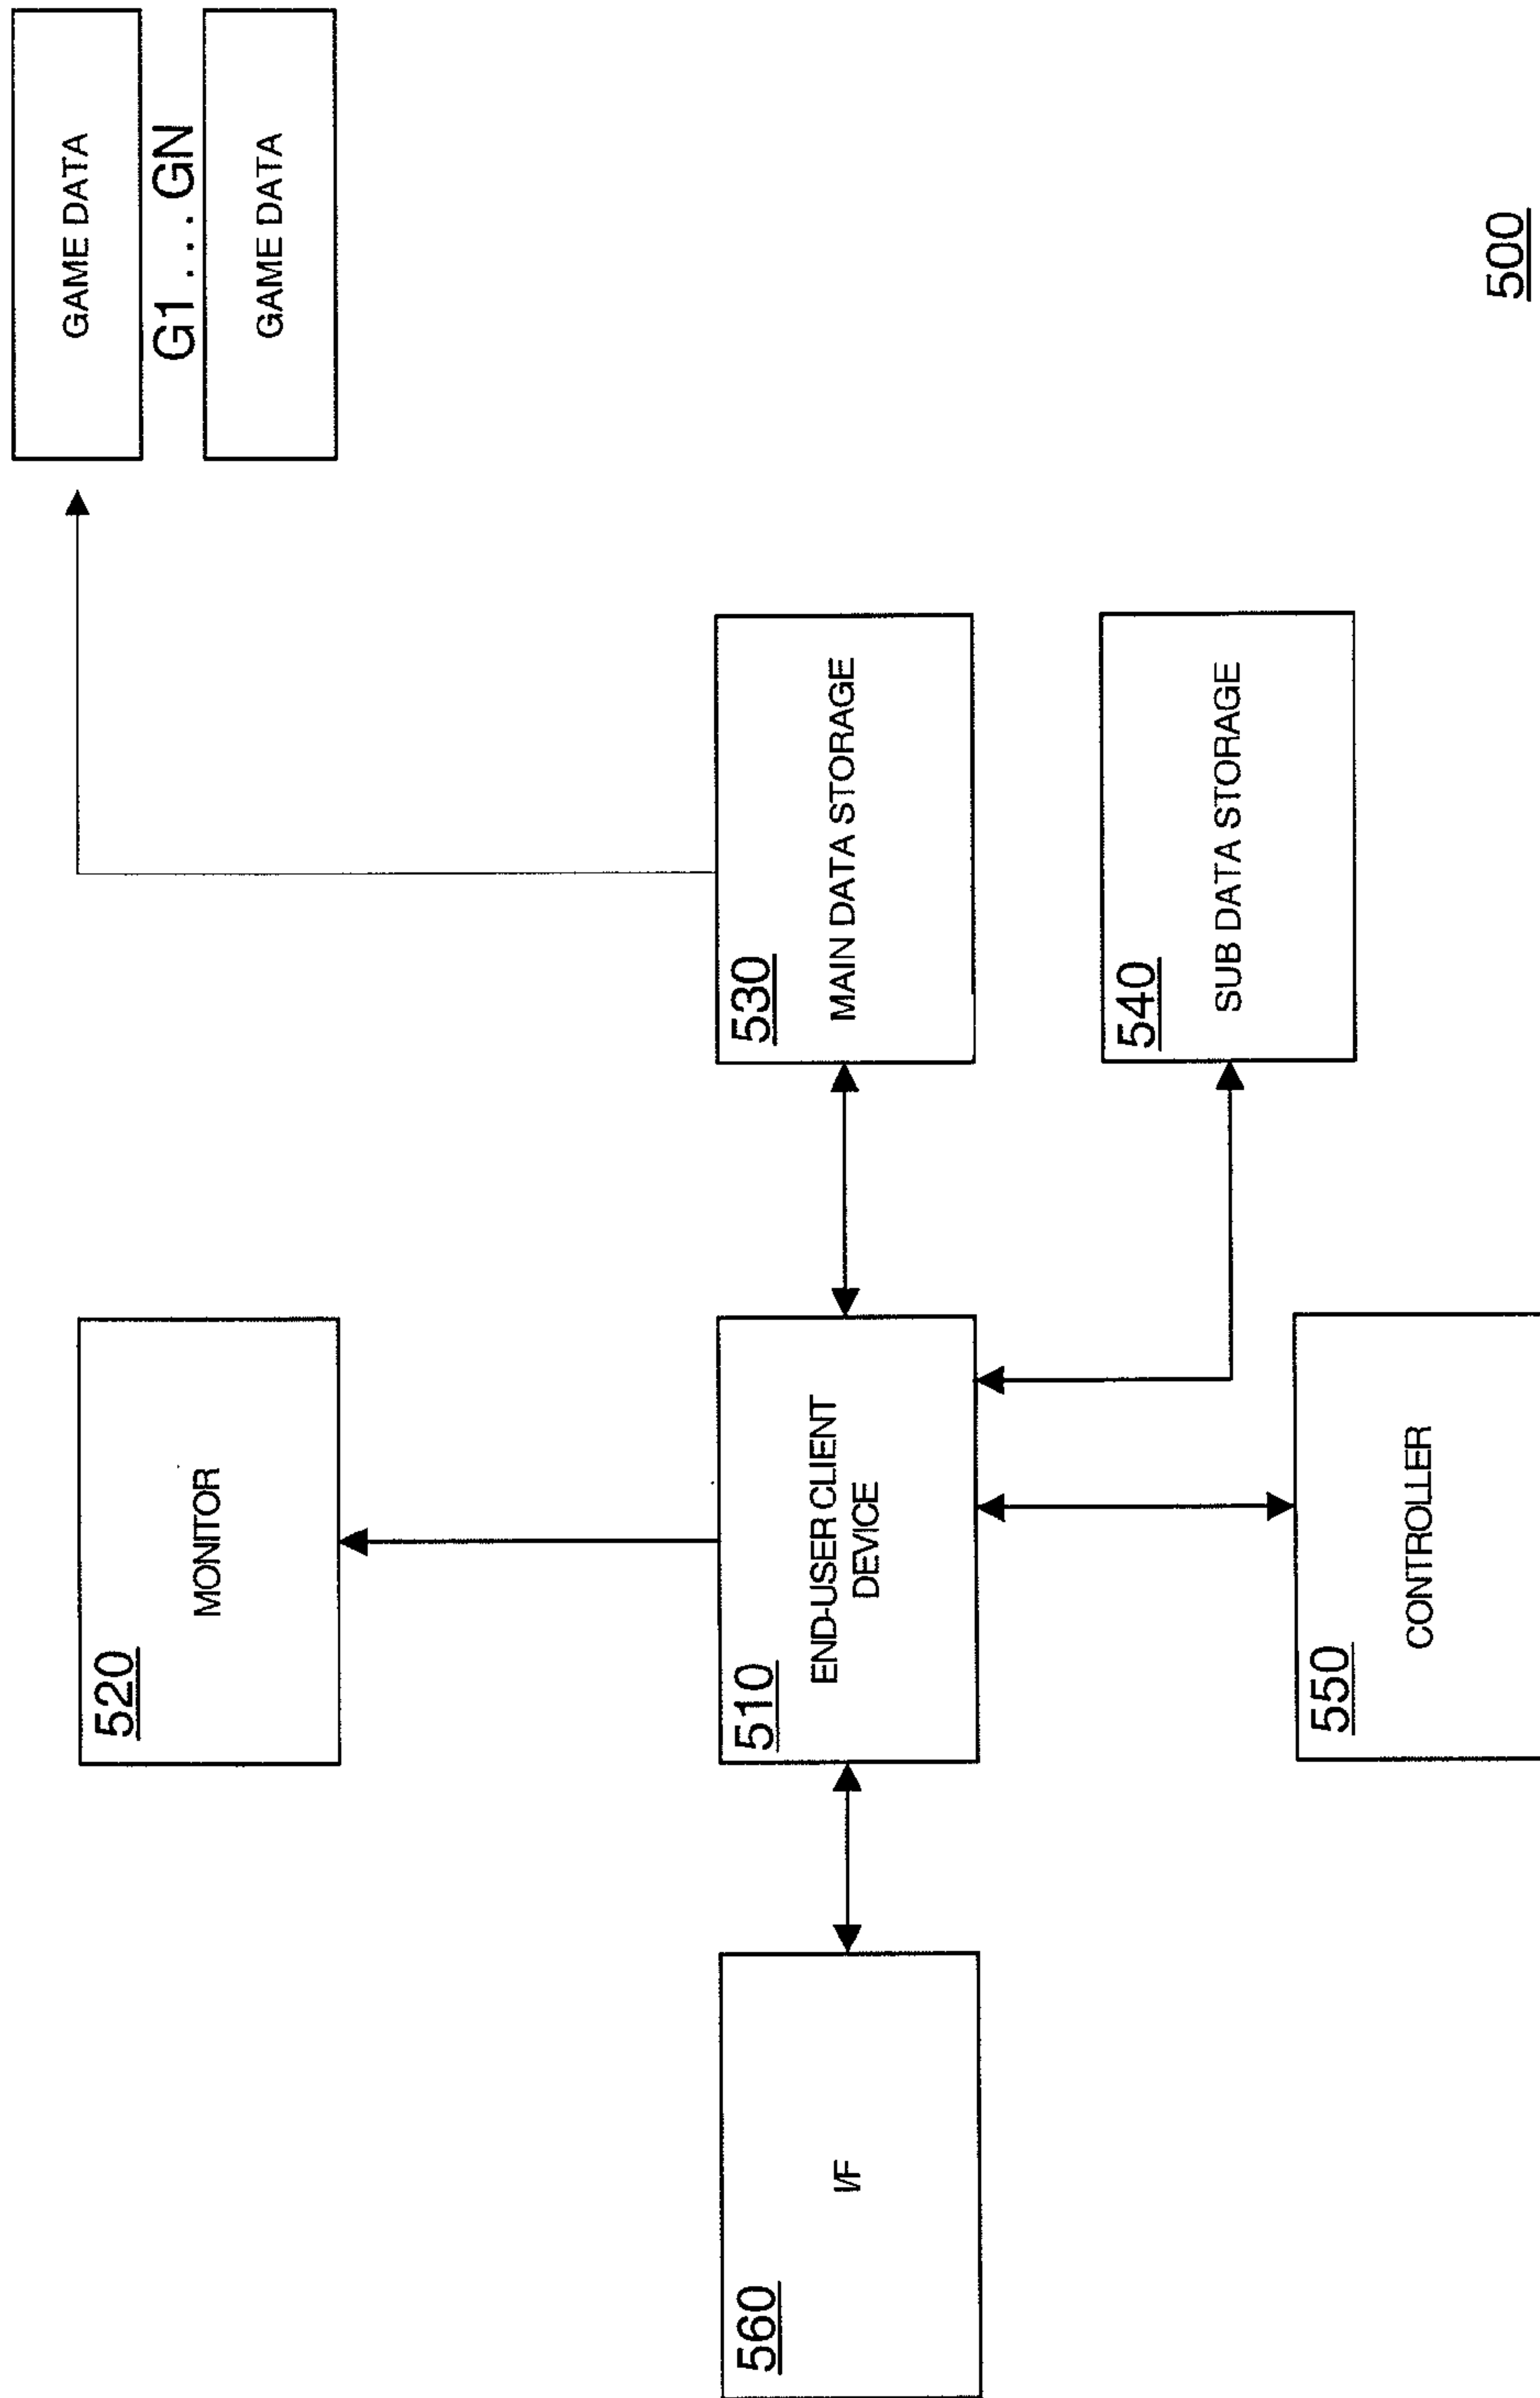 GAME DATA
G1...GN
GAME DATA
520
MONITOR
560
I/F
510
END-USER CLIENT
DEVICE
530
MAIN DATA STORAGE
540
SUB DATA STORAGE
550
CONTROLLER
500